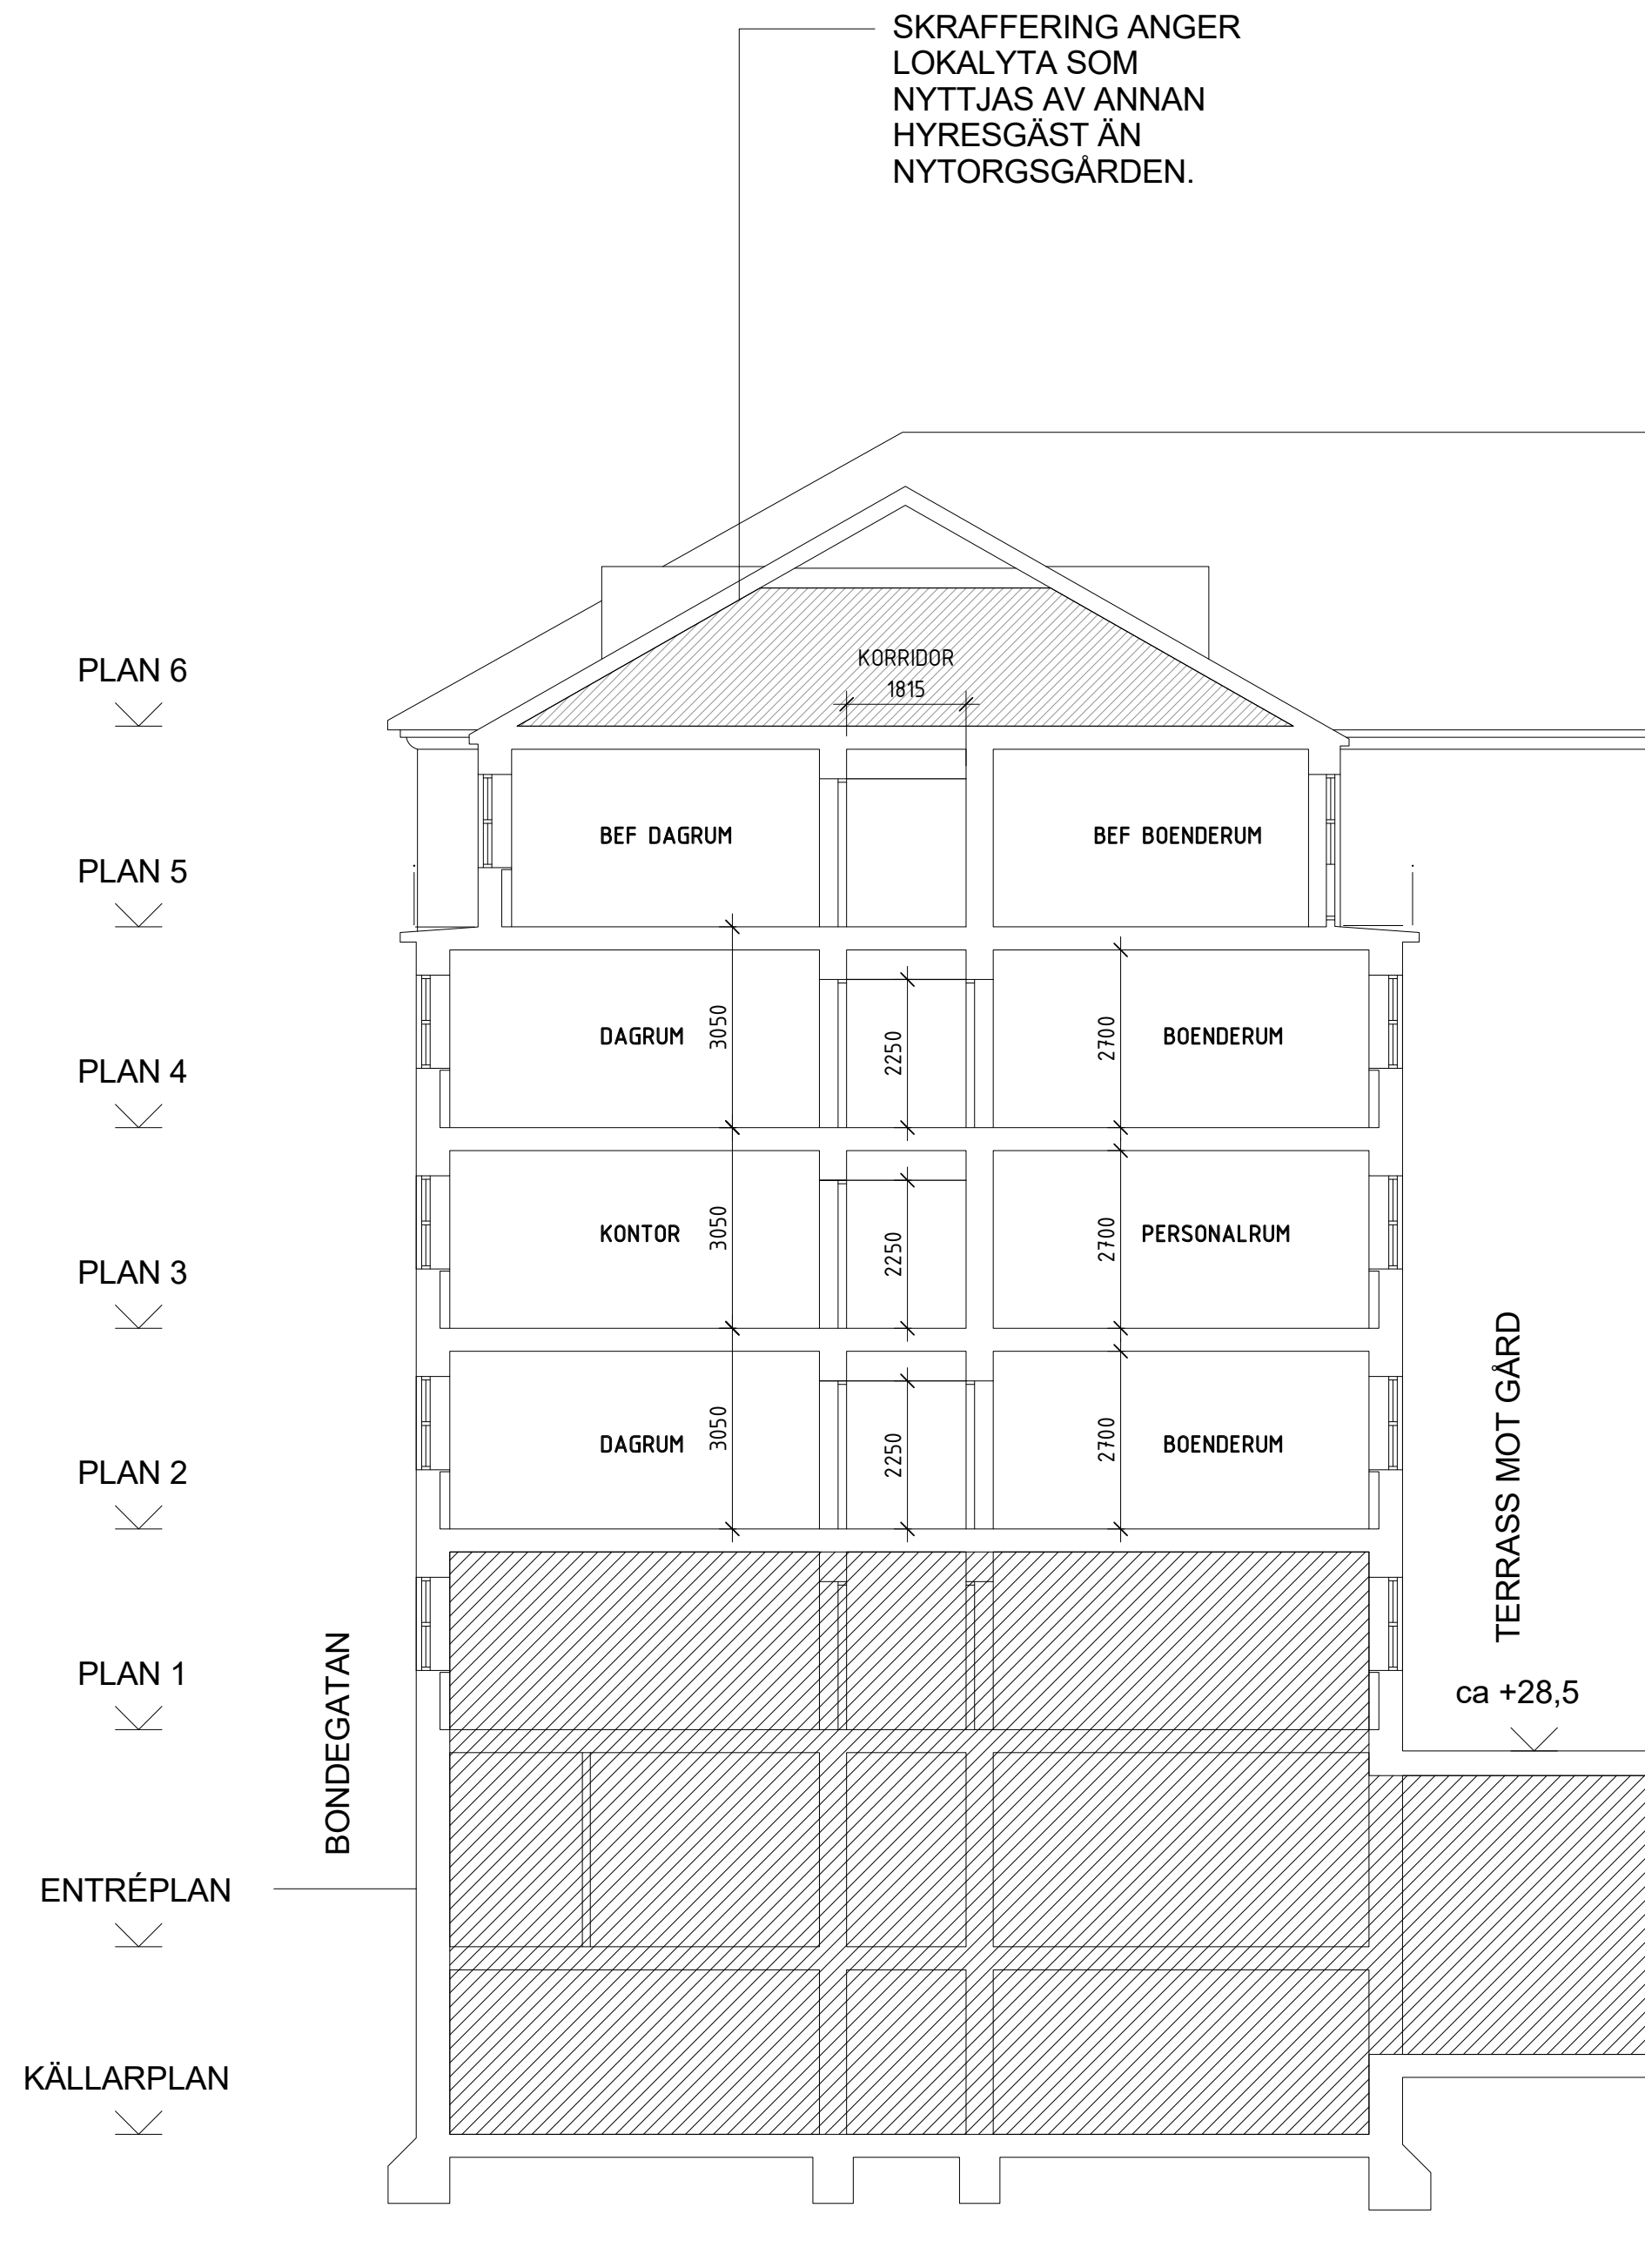 SKRAFFERING ANGER
LOKALYTA SOM
NYTTJAS AV ANNAN
HYRESGÄST ÄN
NYTORGSGÅRDEN.
PLAN 6
KORRIDOR
1815
PLAN 5
BEF DAGRUM
BEF BOENDERUM
PLAN 4
DAGRUM
3050
2250
2700
BOENDERUM
PLAN 3
KONTOR
3050
2250
2700
PERSONALRUM
PLAN 2
DAGRUM
3050
2250
2700
BOENDERUM
TERRASS MOT GÅRD
PLAN 1
BONDEGATAN
ca +28,5
ENTRÉPLAN
KÄLLARPLAN